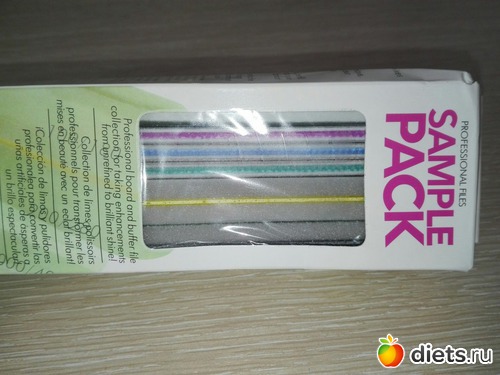 PROFESSIONAL FILES
SAMPLE
PACK
Professional board and buffer file
collection for taking enhancements
from unrefined to brilliant shine!
Collection de limes/polissoirs
professionnels pour transformer les
mises en beauté avec un éclat brillant!
¡Colección de limas y pulidores
profesionales para convertir las
uñas artificiales de ásperas a
un brillo espectacular!
diets.ru